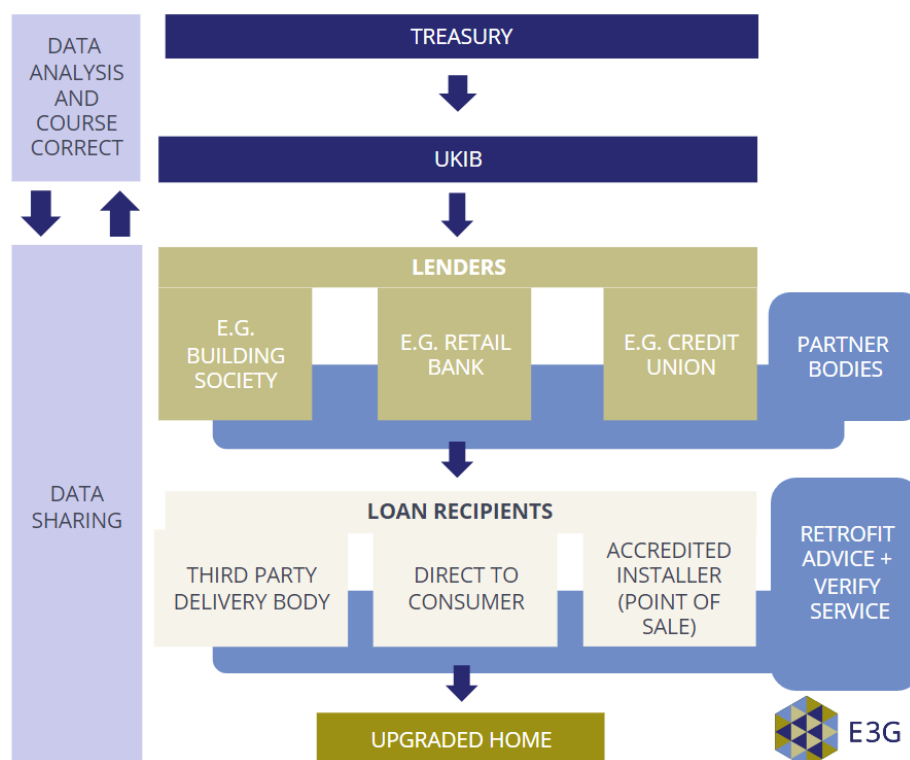 DATA
ANALYSIS
AND
COURSE
CORRECT
TREASURY
UKIB
DATA
SHARING
LENDERS
E.G.
BUILDING
SOCIETY
E.G. RETAIL
BANK
E.G. CREDIT
UNION
PARTNER
BODIES
LOAN RECIPIENTS
THIRD PARTY
DELIVERY BODY
DIRECT TO
CONSUMER
ACCREDITED
INSTALLER
(POINT OF
SALE)
RETROFIT
ADVICE +
VERIFY
SERVICE
UPGRADED HOME
E3G